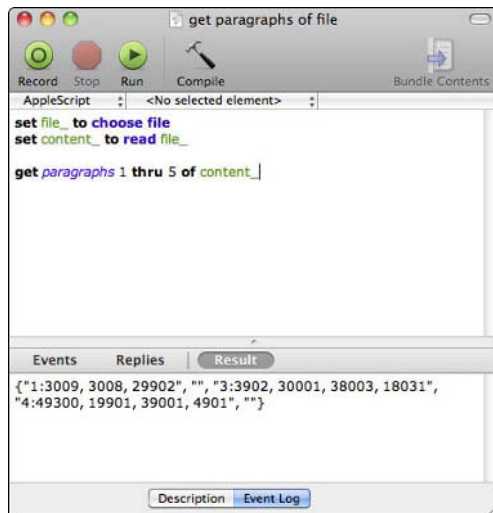 get paragraphs of file
Record Stop Run Compile Bundle Contents
AppleScript <No selected element>
set file_ to choose file
set content_ to read file_
get paragraphs 1 thru 5 of content_
Events Replies Result
{"1:3009, 3008, 29902", "", "3:3902, 30001, 38003, 18031",
"4:49300, 19901, 39001, 4901", ""}
Description Event Log